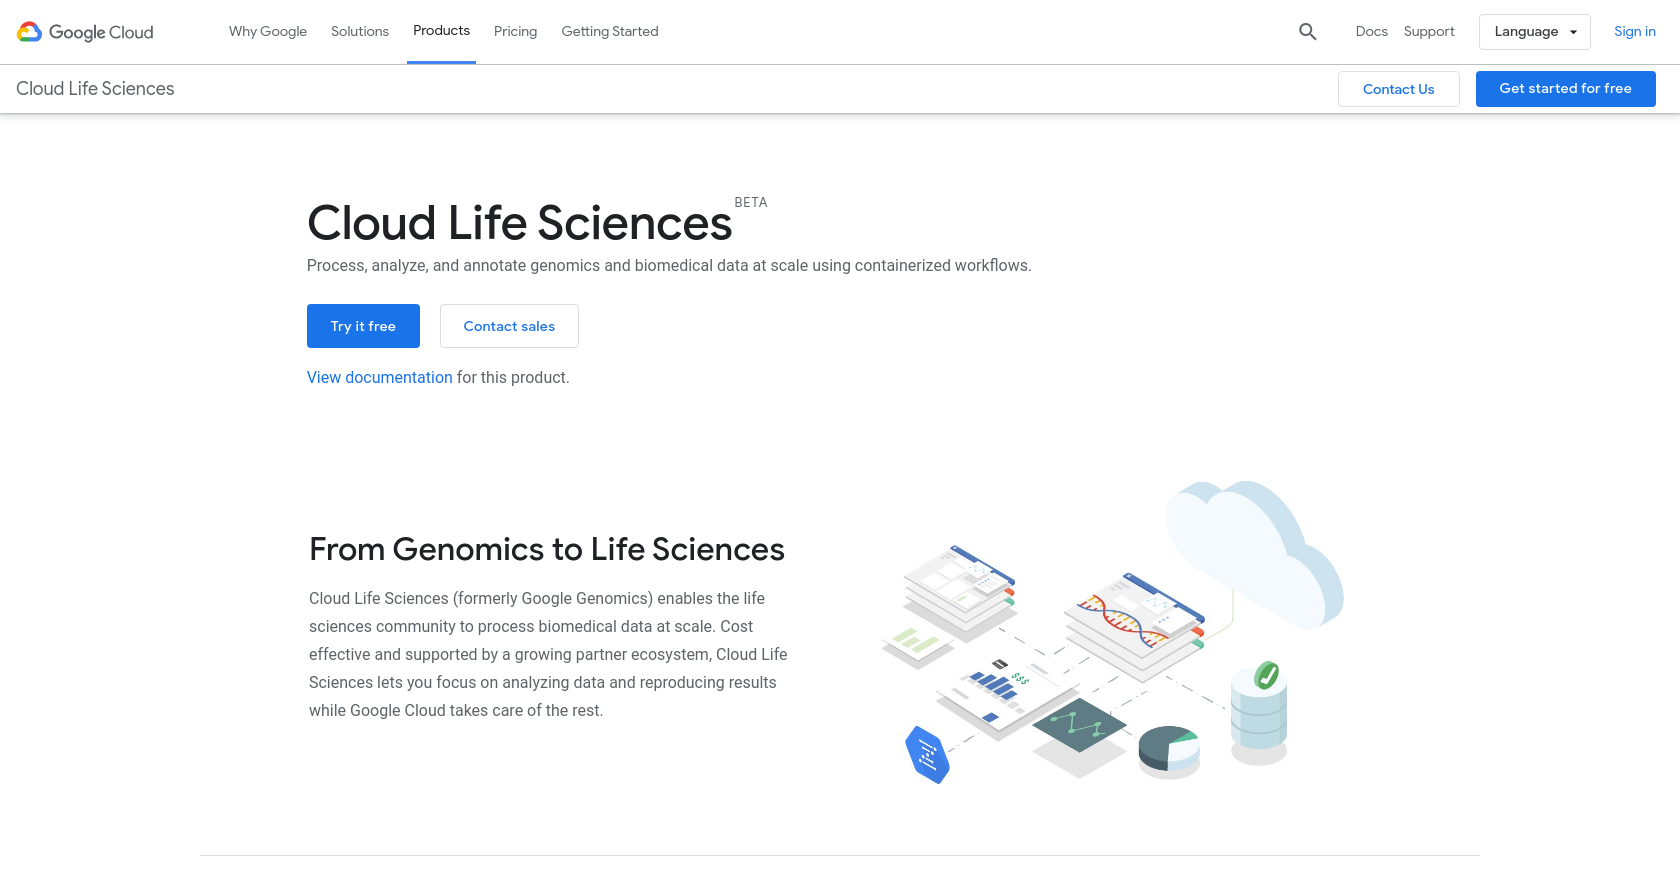 Google Cloud
Why Google
Solutions
Products
Pricing
Getting Started
Docs
Support
Language
Sign in
Cloud Life Sciences
Contact Us
Get started for free
Cloud Life Sciences BETA
Process, analyze, and annotate genomics and biomedical data at scale using containerized workflows.
Try it free
Contact sales
View documentation for this product.
From Genomics to Life Sciences
Cloud Life Sciences (formerly Google Genomics) enables the life
sciences community to process biomedical data at scale. Cost
effective and supported by a growing partner ecosystem, Cloud Life
Sciences lets you focus on analyzing data and reproducing results
while Google Cloud takes care of the rest.
$$$